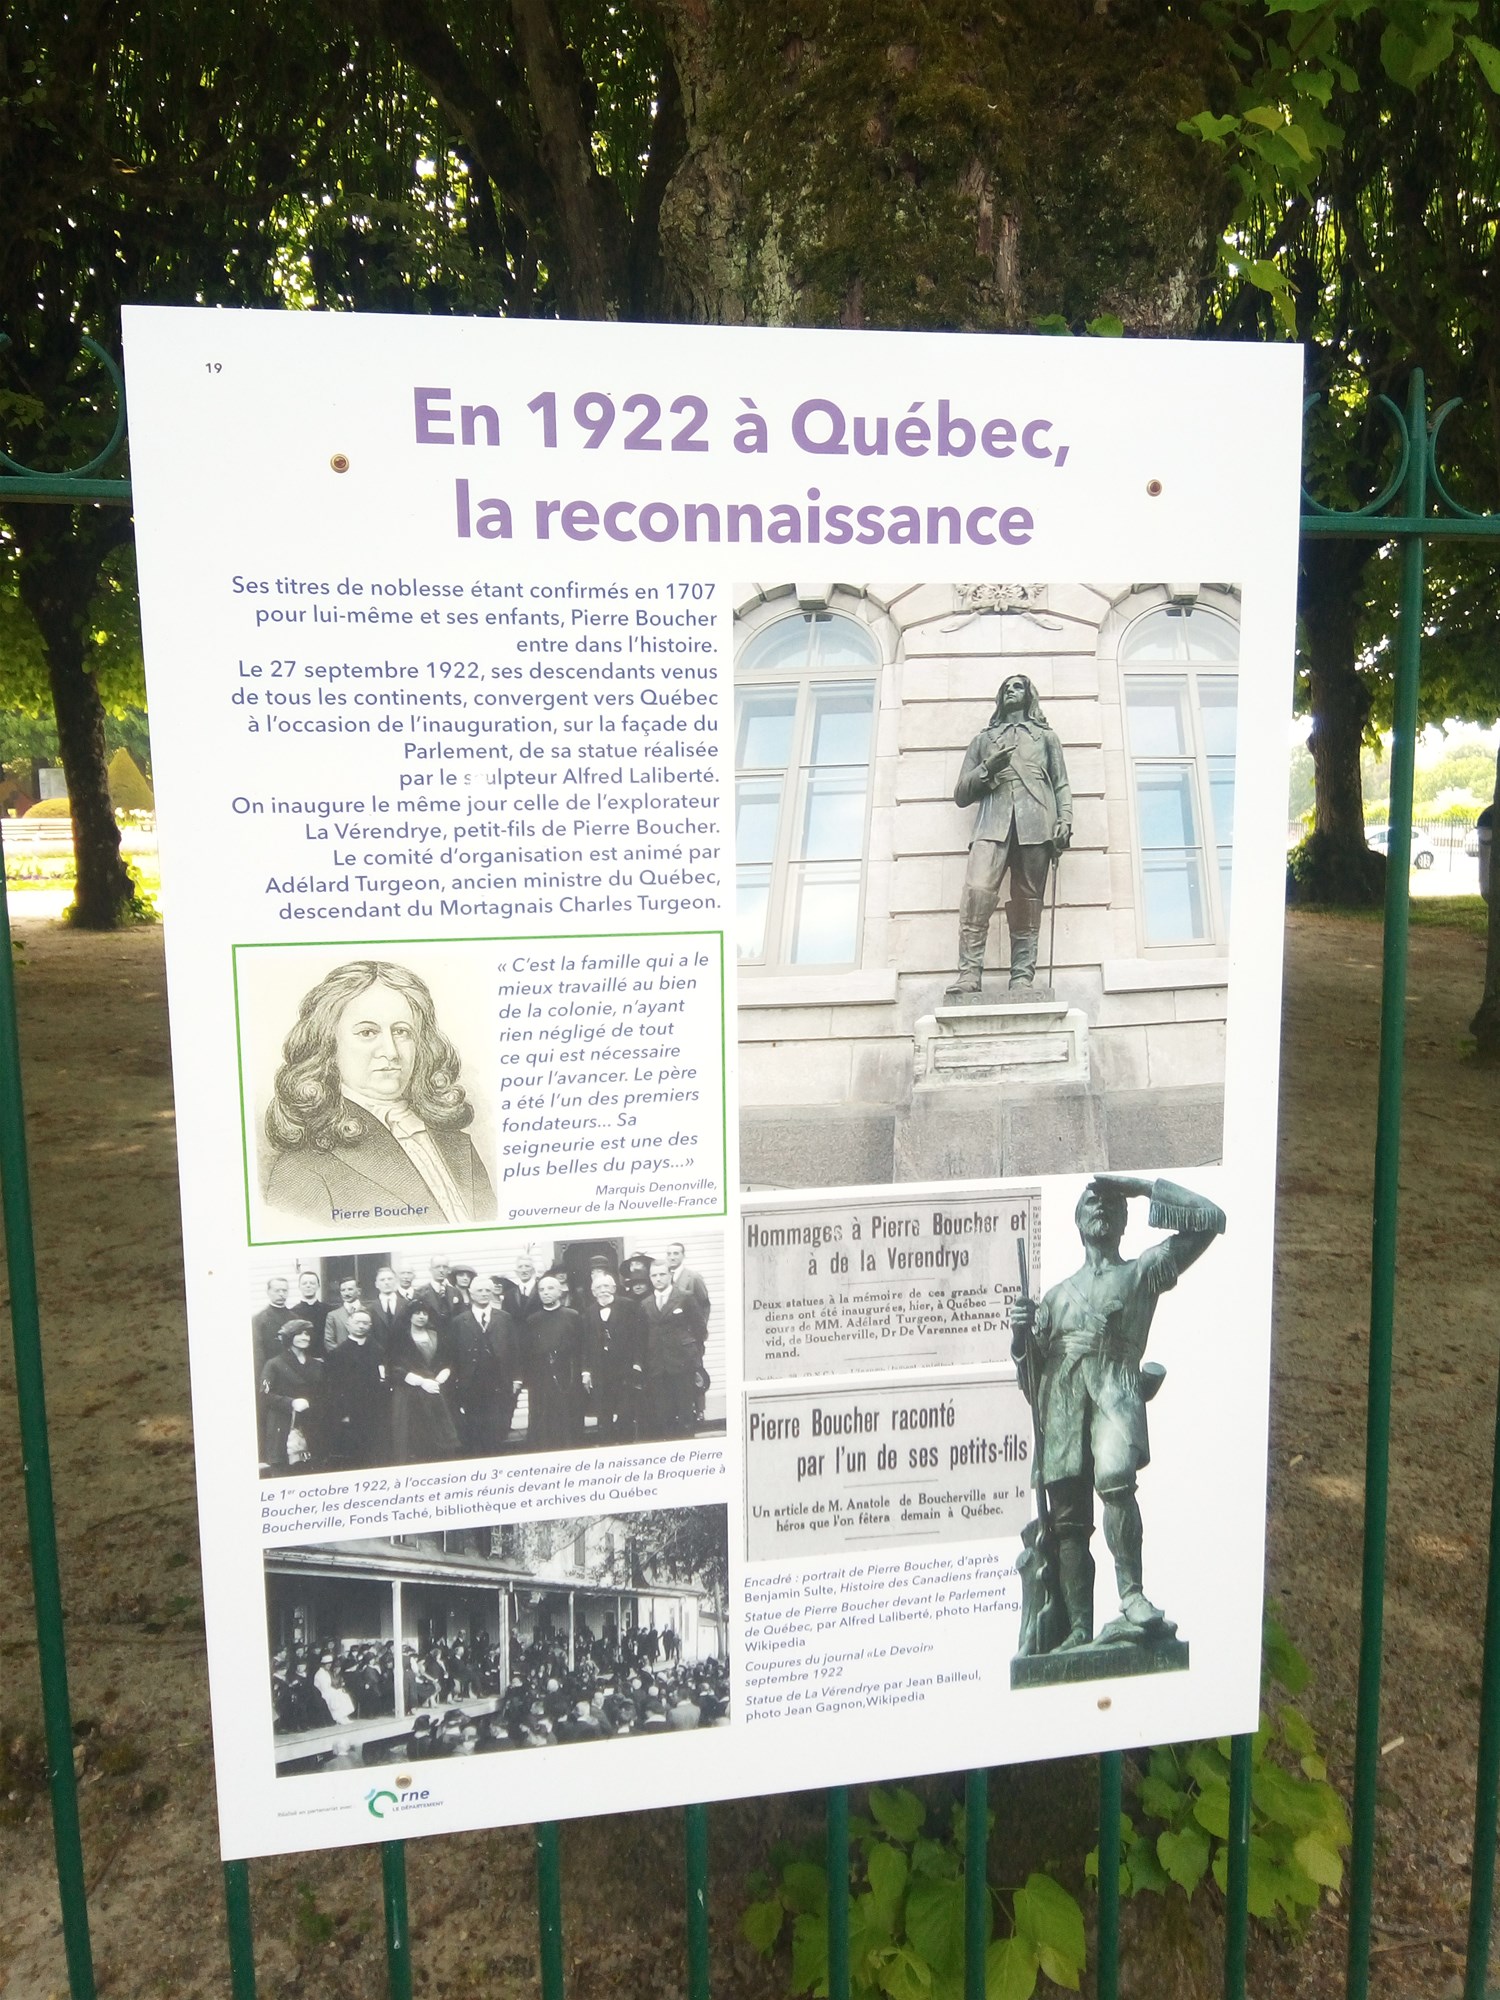 19
En 1922 à Québec,
la reconnaissance
Ses titres de noblesse étant confirmés en 1707
pour lui-même et ses enfants, Pierre Boucher
entre dans l'histoire.
Le 27 septembre 1922, ses descendants venus
de tous les continents, convergent vers Québec
à l'occasion de l'inauguration, sur la façade du
Parlement, de sa statue réalisée
par le s ulpteur Alfred Laliberté.
On inaugure le même jour celle de l'explorateur
La Vérendrye, petit-fils de Pierre Boucher.
Le comité d'organisation est animé par
Adélard Turgeon, ancien ministre du Québec,
descendant du Mortagnais Charles Turgeon.
« C'est la famille qui a le
mieux travaillé au bien
de la colonie, n'ayant
rien négligé de tout
ce qui est nécessaire
pour l'avancer. Le père
a été l'un des premiers
fondateurs... Sa
seigneurie est une des
plus belles du pays...»
Marquis Denonville,
gouverneur de la Nouvelle-France
Pierre Boucher
Le 1er octobre 1922, à l'occasion du 3e centenaire de la naissance de Pierre
Boucher, les descendants et amis réunis devant le manoir de la Broquerie à
Boucherville, Fonds Taché, bibliothèque et archives du Québec
Hommages à Pierre Boucher et
à de la Verendrye
Deux statues à la mémoire de ces grands Cana
diens ont été inaugurées, hier, à Québec — Di
cours de MM. Adélard Turgeon, Athanase D
vid, de Boucherville, Dr De Varennes et Dr N
mand.
Pierre Boucher raconté
par l'un de ses petits-fils
Un article de M. Anatole de Boucherville sur le
héros que l'on fêtera demain à Québec.
Encadré : portrait de Pierre Boucher, d'après
Benjamin Sulte, Histoire des Canadiens français
Statue de Pierre Boucher devant le Parlement
de Québec, par Alfred Laliberté, photo Harfang,
Wikipedia
Coupures du journal «Le Devoir»
septembre 1922
Statue de La Vérendrye par Jean Bailleul,
photo Jean Gagnon,Wikipedia
Réalisé en partenariat avec
Orne
LE DÉPARTEMENT